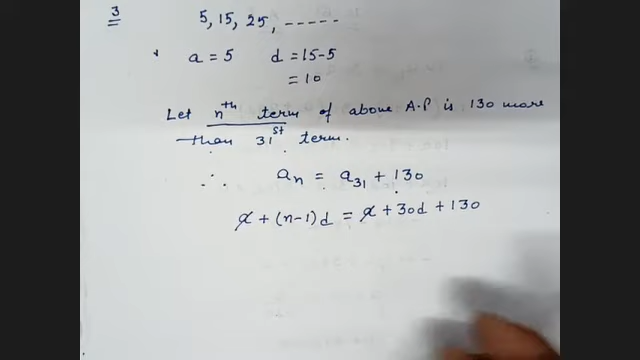 3 5, 15, 25, -----
a = 5 d = 15-5
= 10
Let nth term of above A.P is 130 more
than 31st term.
∴ an = a31 + 130
a + (n-1)d = a + 30d + 130